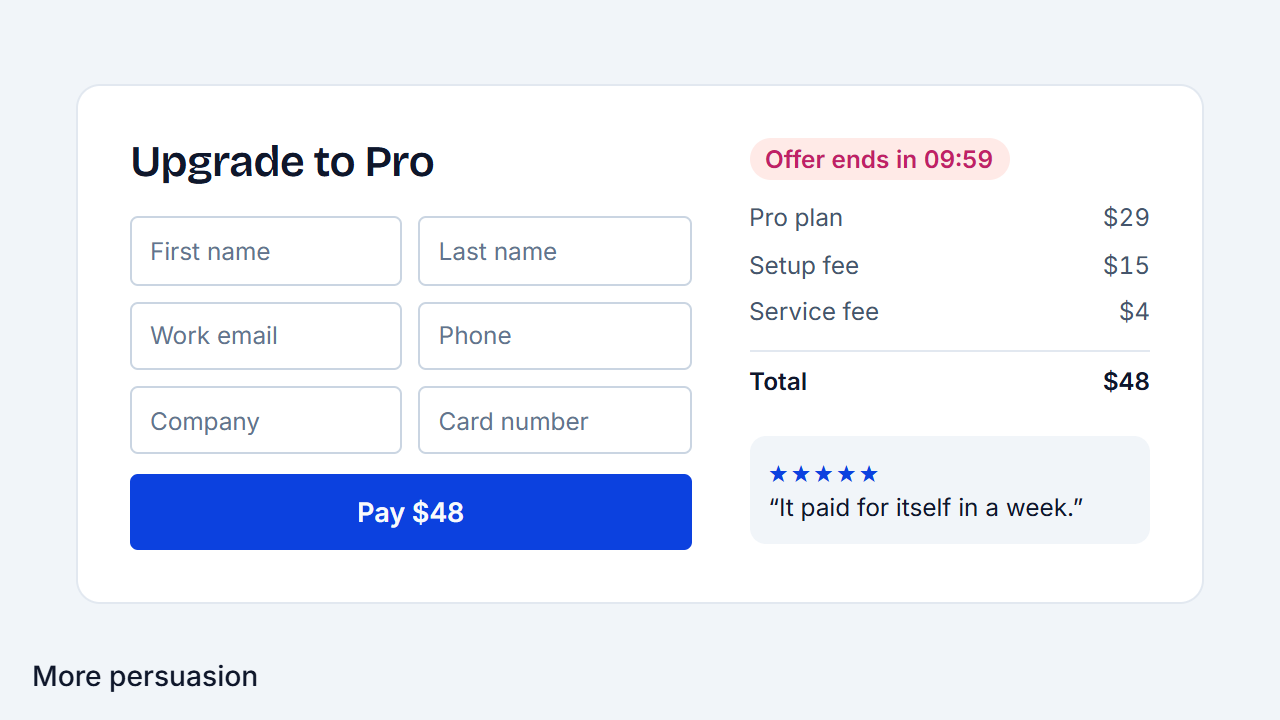 Upgrade to Pro
First name
Last name
Work email
Phone
Company
Card number
Pay $48
Offer ends in 09:59
Pro plan $29
Setup fee $15
Service fee $4
Total $48
★★★★★
“It paid for itself in a week.”
More persuasion